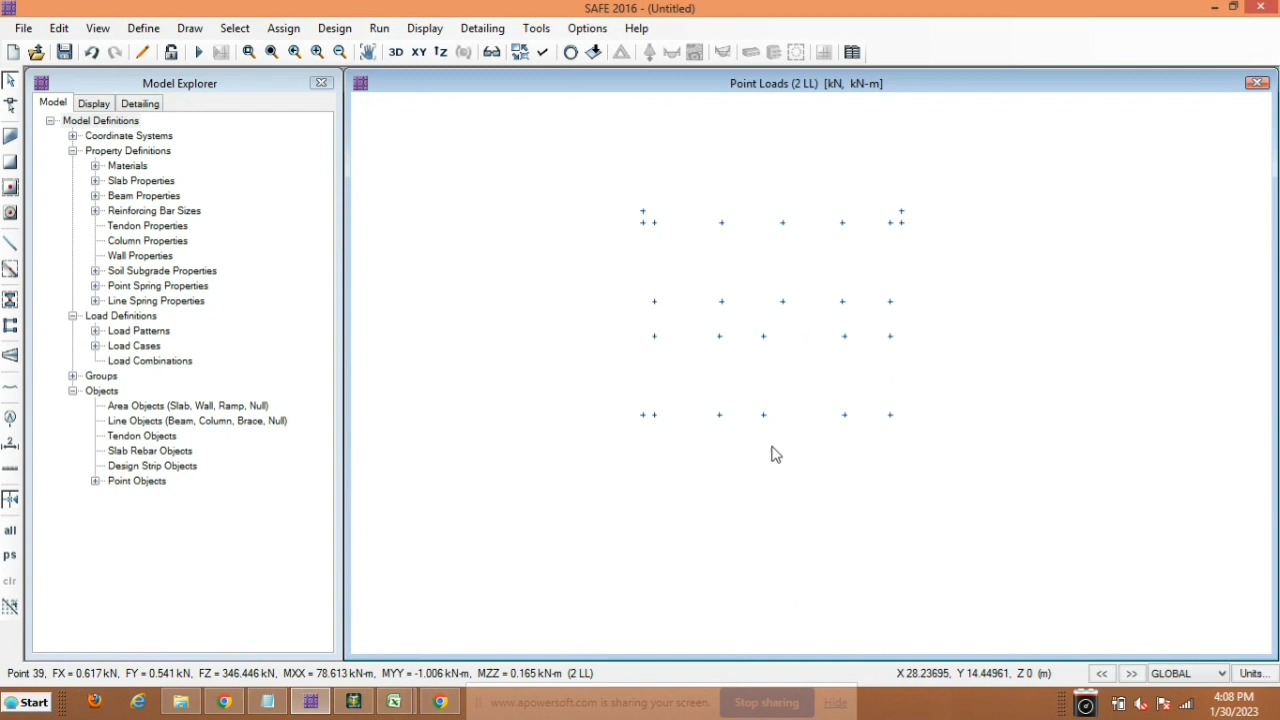 SAFE 2016 - (Untitled)
File Edit View Define Draw Select Assign Design Run Display Detailing Tools Options Help
3D XY
Model Explorer
Point Loads (2 LL) [kN, kN-m]
Model Display Detailing
Model Definitions
Coordinate Systems
Property Definitions
Materials
Slab Properties
Beam Properties
Reinforcing Bar Sizes
Tendon Properties
Column Properties
Wall Properties
Soil Subgrade Properties
Point Spring Properties
Line Spring Properties
Load Definitions
Load Patterns
Load Cases
Load Combinations
Groups
Objects
Area Objects (Slab, Wall, Ramp, Null)
Line Objects (Beam, Column, Brace, Null)
Tendon Objects
Slab Rebar Objects
Design Strip Objects
Point Objects
all
ps
clr
Point 39, FX = 0.617 kN, FY = 0.541 kN, FZ = 346.446 kN, MXX = 78.613 kN-m, MYY = -1.006 kN-m, MZZ = 0.165 kN-m (2 LL)
X 28.23695, Y 14.44961, Z 0 (m)
<< >> GLOBAL Units...
Start
www.apowersoft.com is sharing your screen. Stop sharing Hide
4:08 PM
1/30/2023